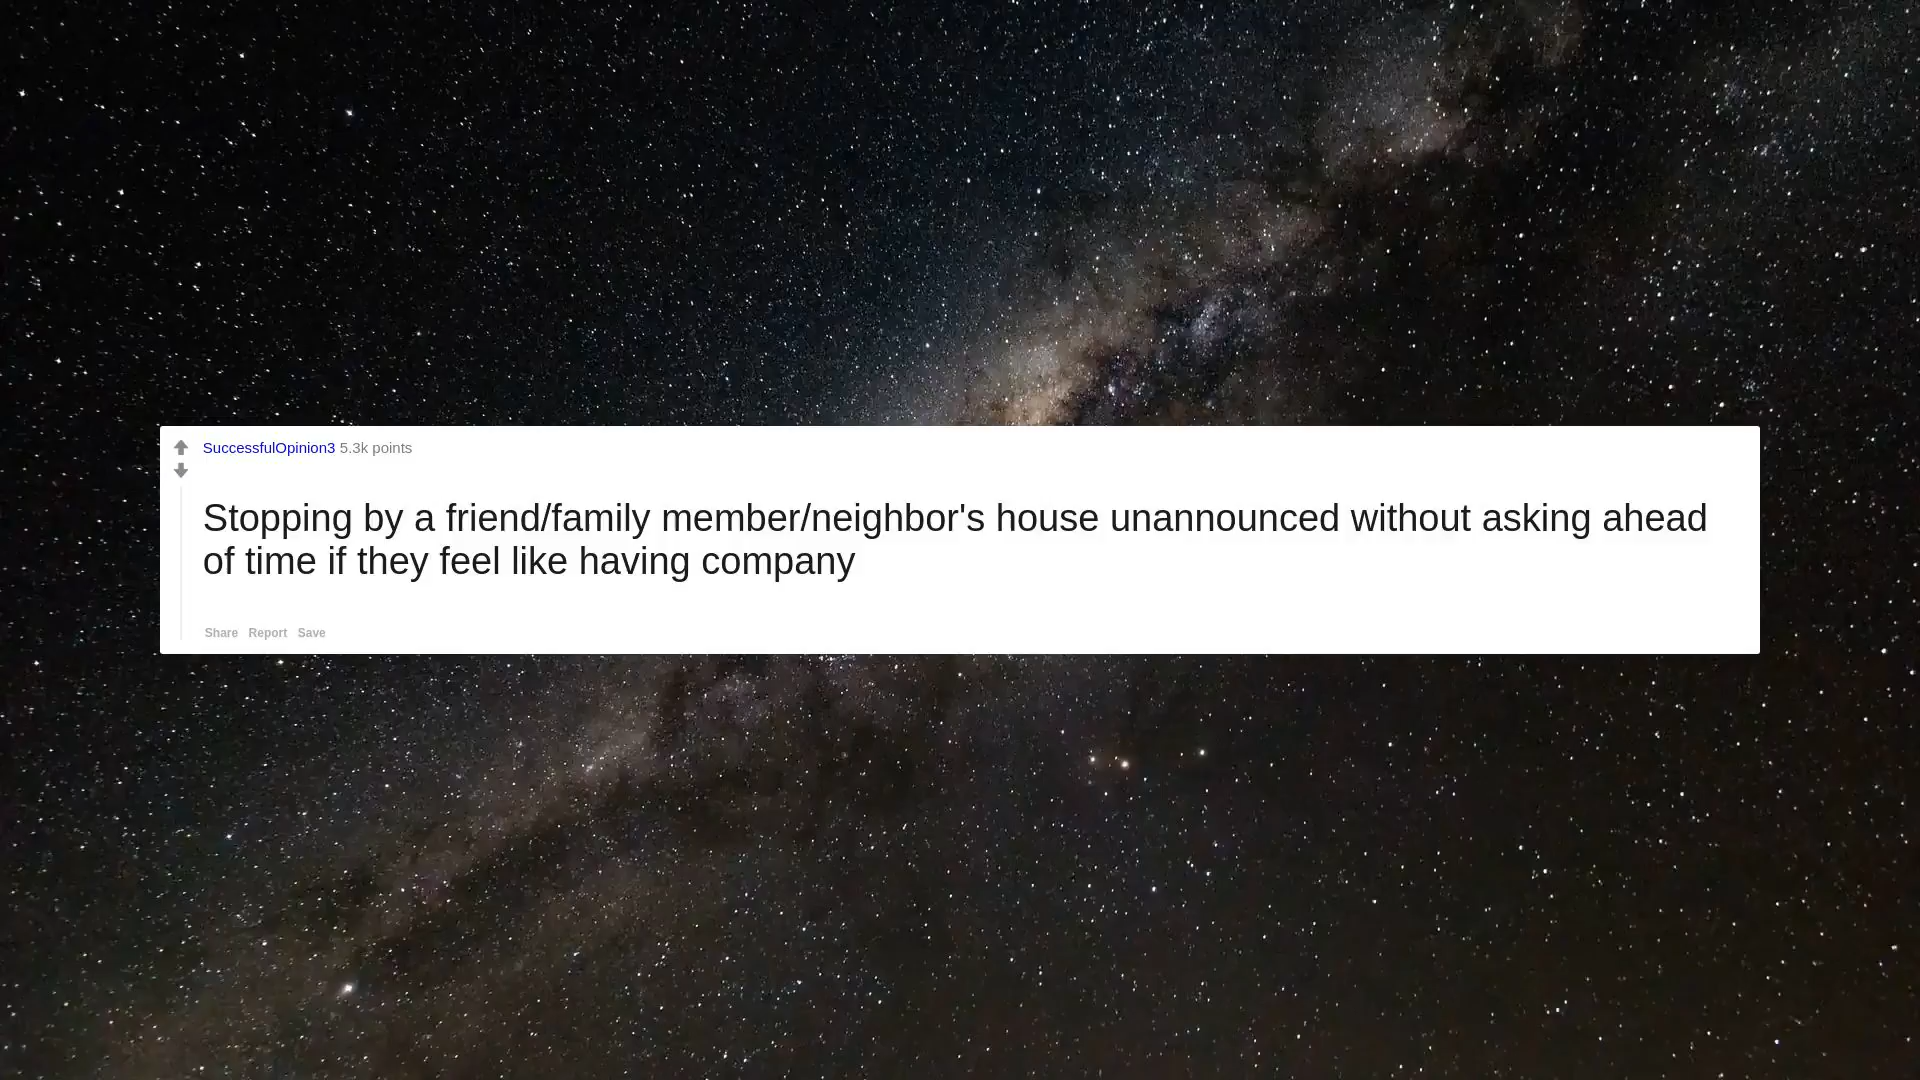 SuccessfulOpinion3 5.3k points
Stopping by a friend/family member/neighbor's house unannounced without asking ahead
of time if they feel like having company
Share Report Save